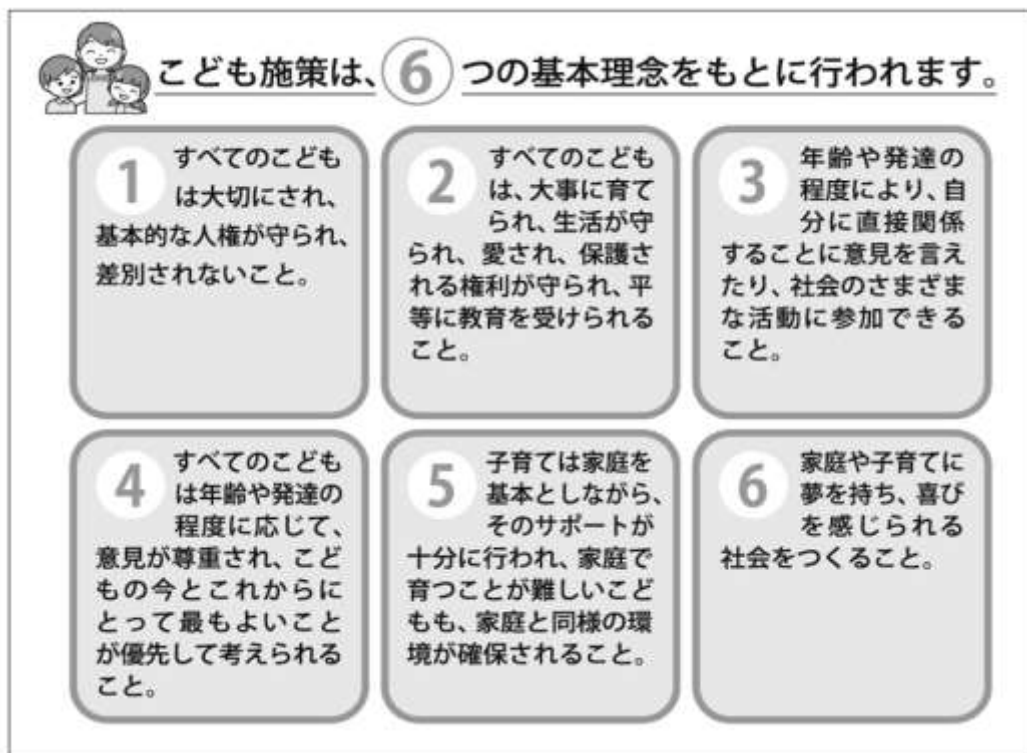 こども施策は、6つの基本理念をもとに行われます。
1 すべてのこども
は大切にされ、
基本的な人権が守られ、
差別されないこと。
2 すべてのこども
は、大事に育て
られ、生活が守
られ、愛され、保護さ
れる権利が守られ、平
等に教育を受けられる
こと。
3 年齢や発達の
程度により、自
分に直接関係
することに意見を言え
たり、社会のさまざま
な活動に参加できる
こと。
4 すべてのこども
は年齢や発達の
程度に応じて、
意見が尊重され、こど
もの今とこれからに
とって最もよいこと
が優先して考えられる
こと。
5 子育ては家庭を
基本としながら、
そのサポートが
十分に行われ、家庭で
育つことが難しいこど
もも、家庭と同様の環
境が確保されること。
6 家庭や子育てに
夢を持ち、喜び
を感じられる
社会をつくること。